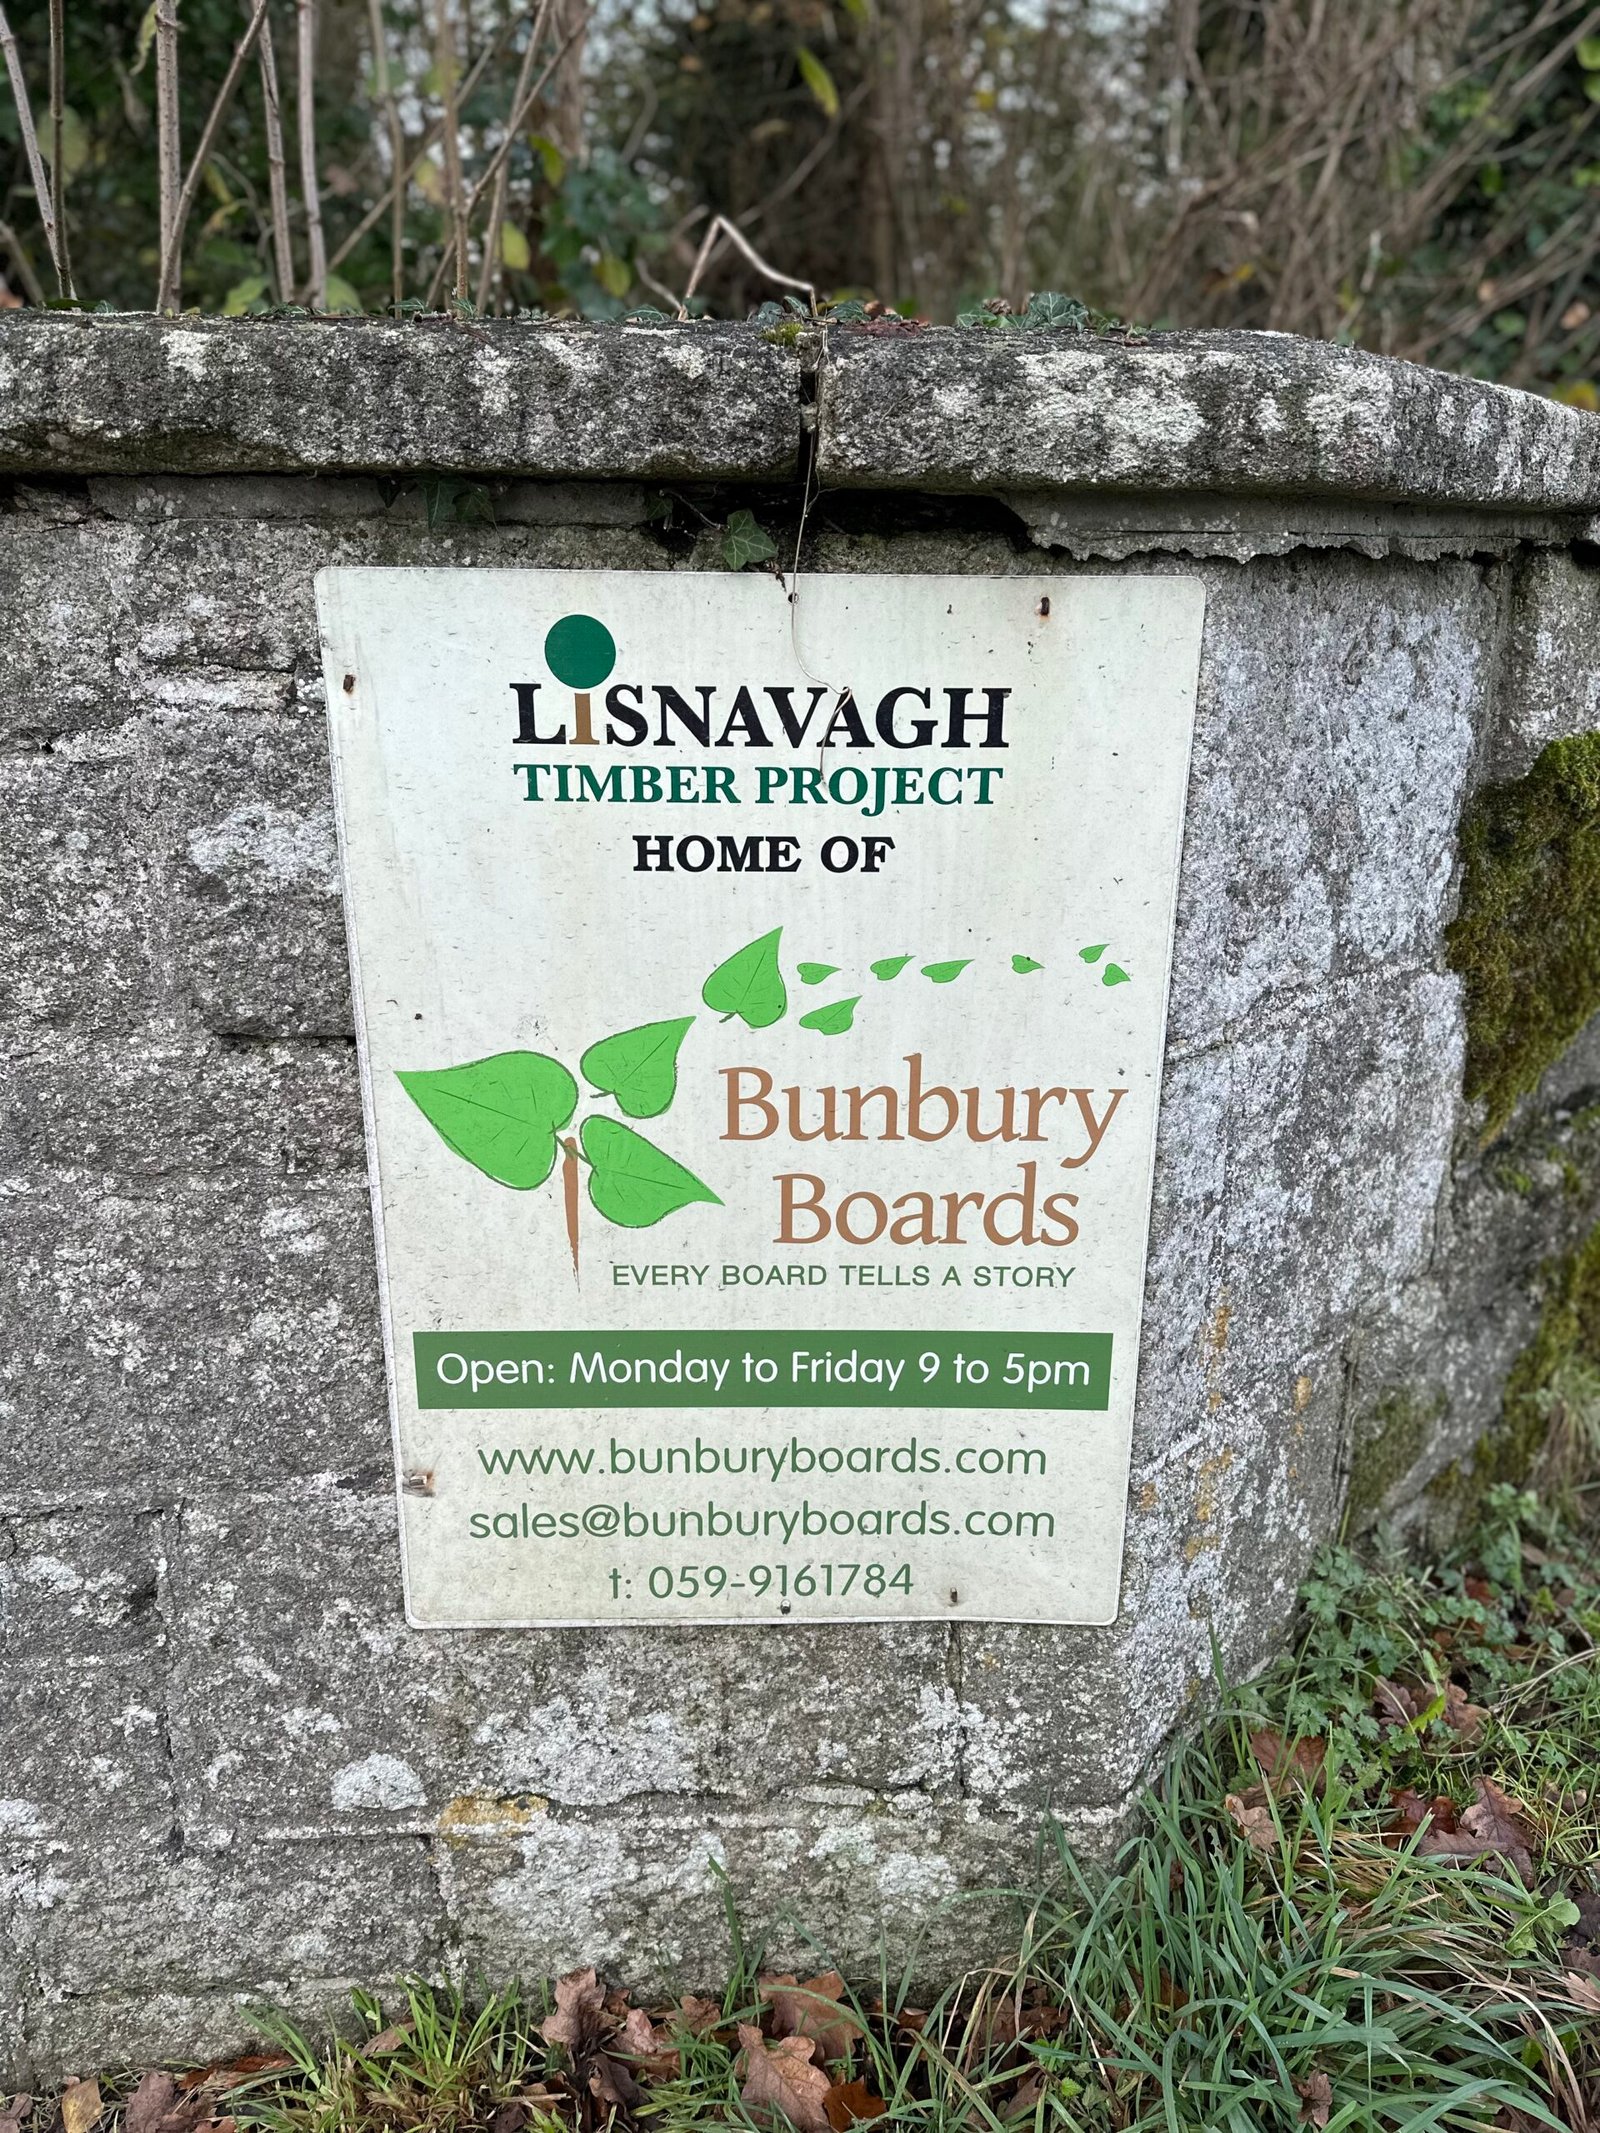 LiSNAVAGH
TIMBER PROJECT
HOME OF
Bunbury
Boards
EVERY BOARD TELLS A STORY
Open: Monday to Friday 9 to 5pm
www.bunburyboards.com
sales@bunburyboards.com
t: 059-9161784